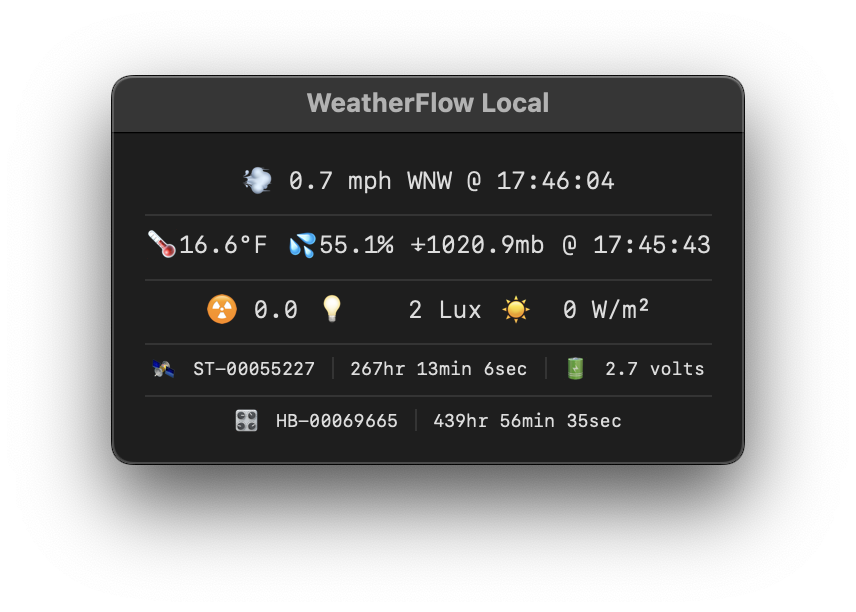 WeatherFlow Local
💨 0.7 mph WNW @ 17:46:04
🌡️16.6°F 💦55.1% ⍖1020.9mb @ 17:45:43
☢️ 0.0 💡 2 Lux ☀️ 0 W/m²
🛰️ ST-00055227 | 267hr 13min 6sec | 🔋 2.7 volts
🎛️ HB-00069665 | 439hr 56min 35sec